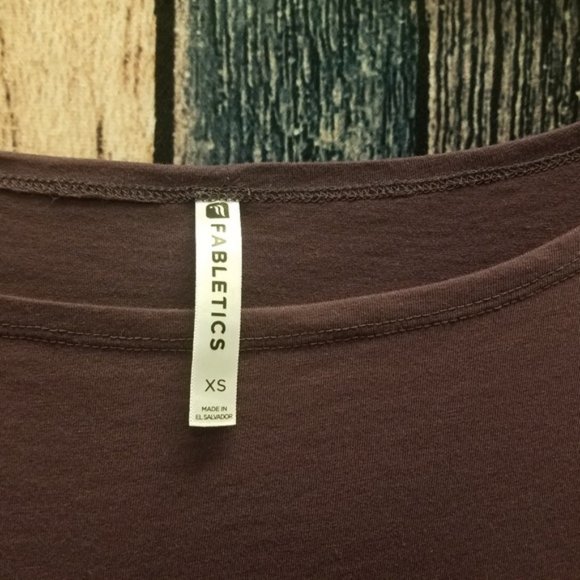 FABLETICS
XS
MADE IN
EL SALVADOR